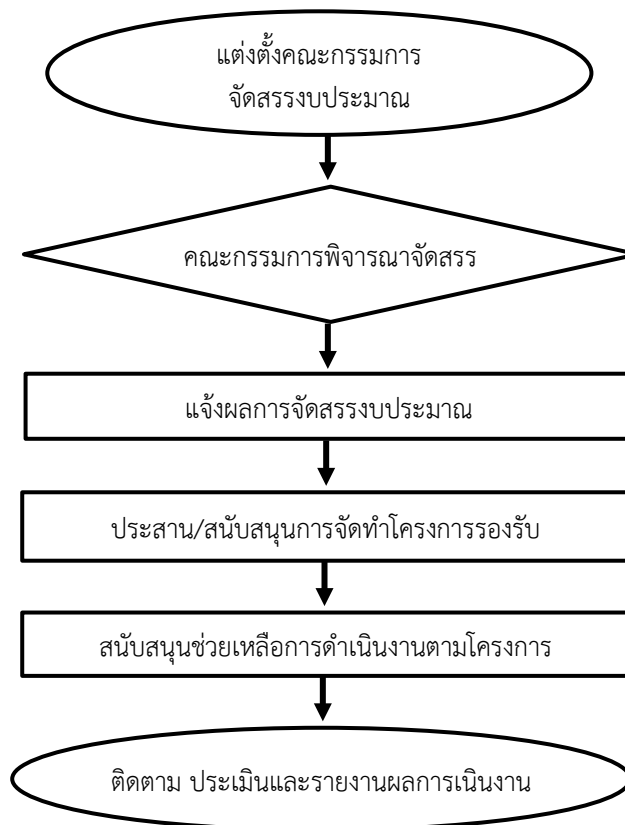 แต่งตั้งคณะกรรมการ
จัดสรรงบประมาณ
คณะกรรมการพิจารณาจัดสรร
แจ้งผลการจัดสรรงบประมาณ
ประสาน/สนับสนุนการจัดทำโครงการรองรับ
สนับสนุนช่วยเหลือการดำเนินงานตามโครงการ
ติดตาม ประเมินและรายงานผลการเนินงาน